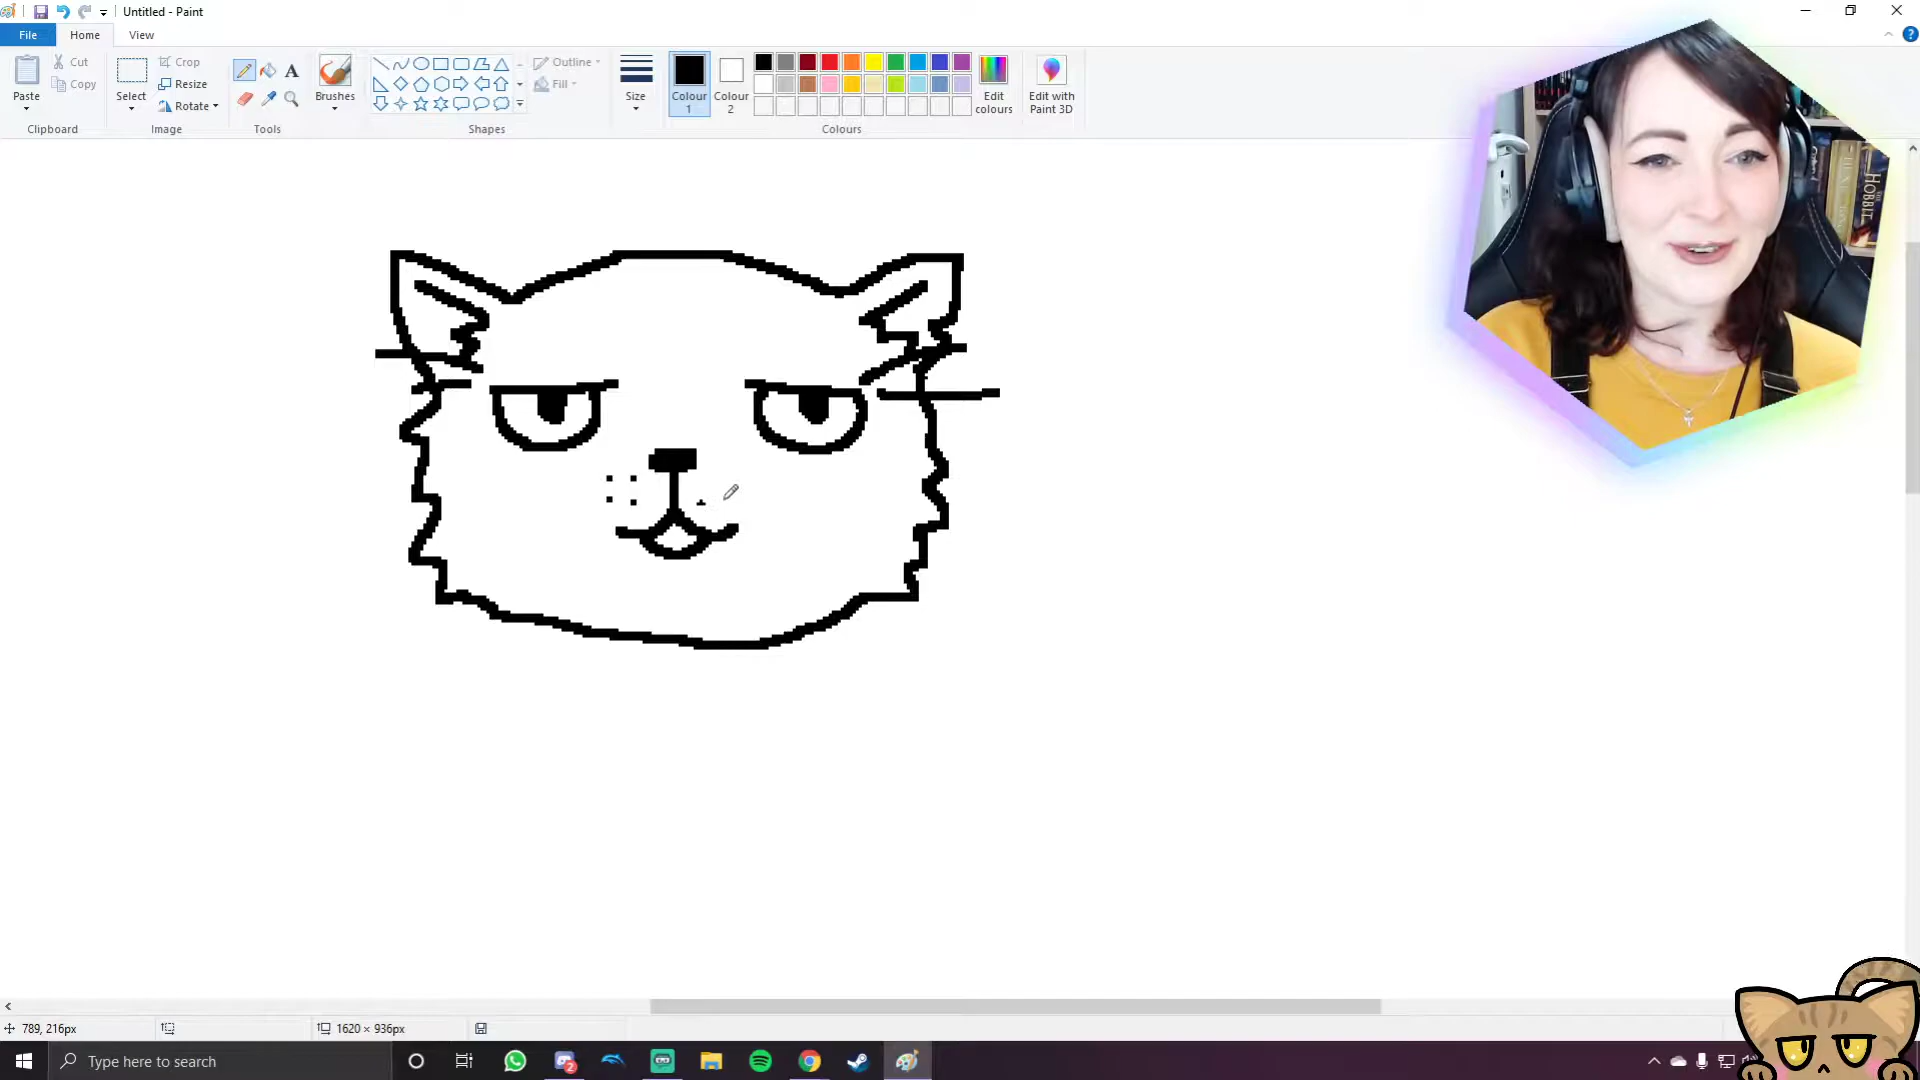 Untitled - Paint
File
Home
View
Paste
Cut
Copy
Clipboard
Select
Crop
Resize
Rotate
Image
A
Tools
Brushes
Outline
Fill
Shapes
Size
Colour
1
Colour
2
Edit
colours
Colours
Edit with
Paint 3D
HOBBIT
789, 216px
1620 × 936px
Type here to search
2